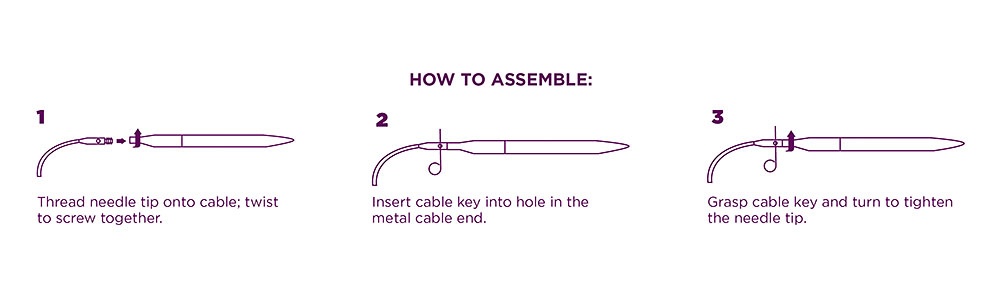 HOW TO ASSEMBLE:
1
Thread needle tip onto cable; twist
to screw together.
2
Insert cable key into hole in the
metal cable end.
3
Grasp cable key and turn to tighten
the needle tip.